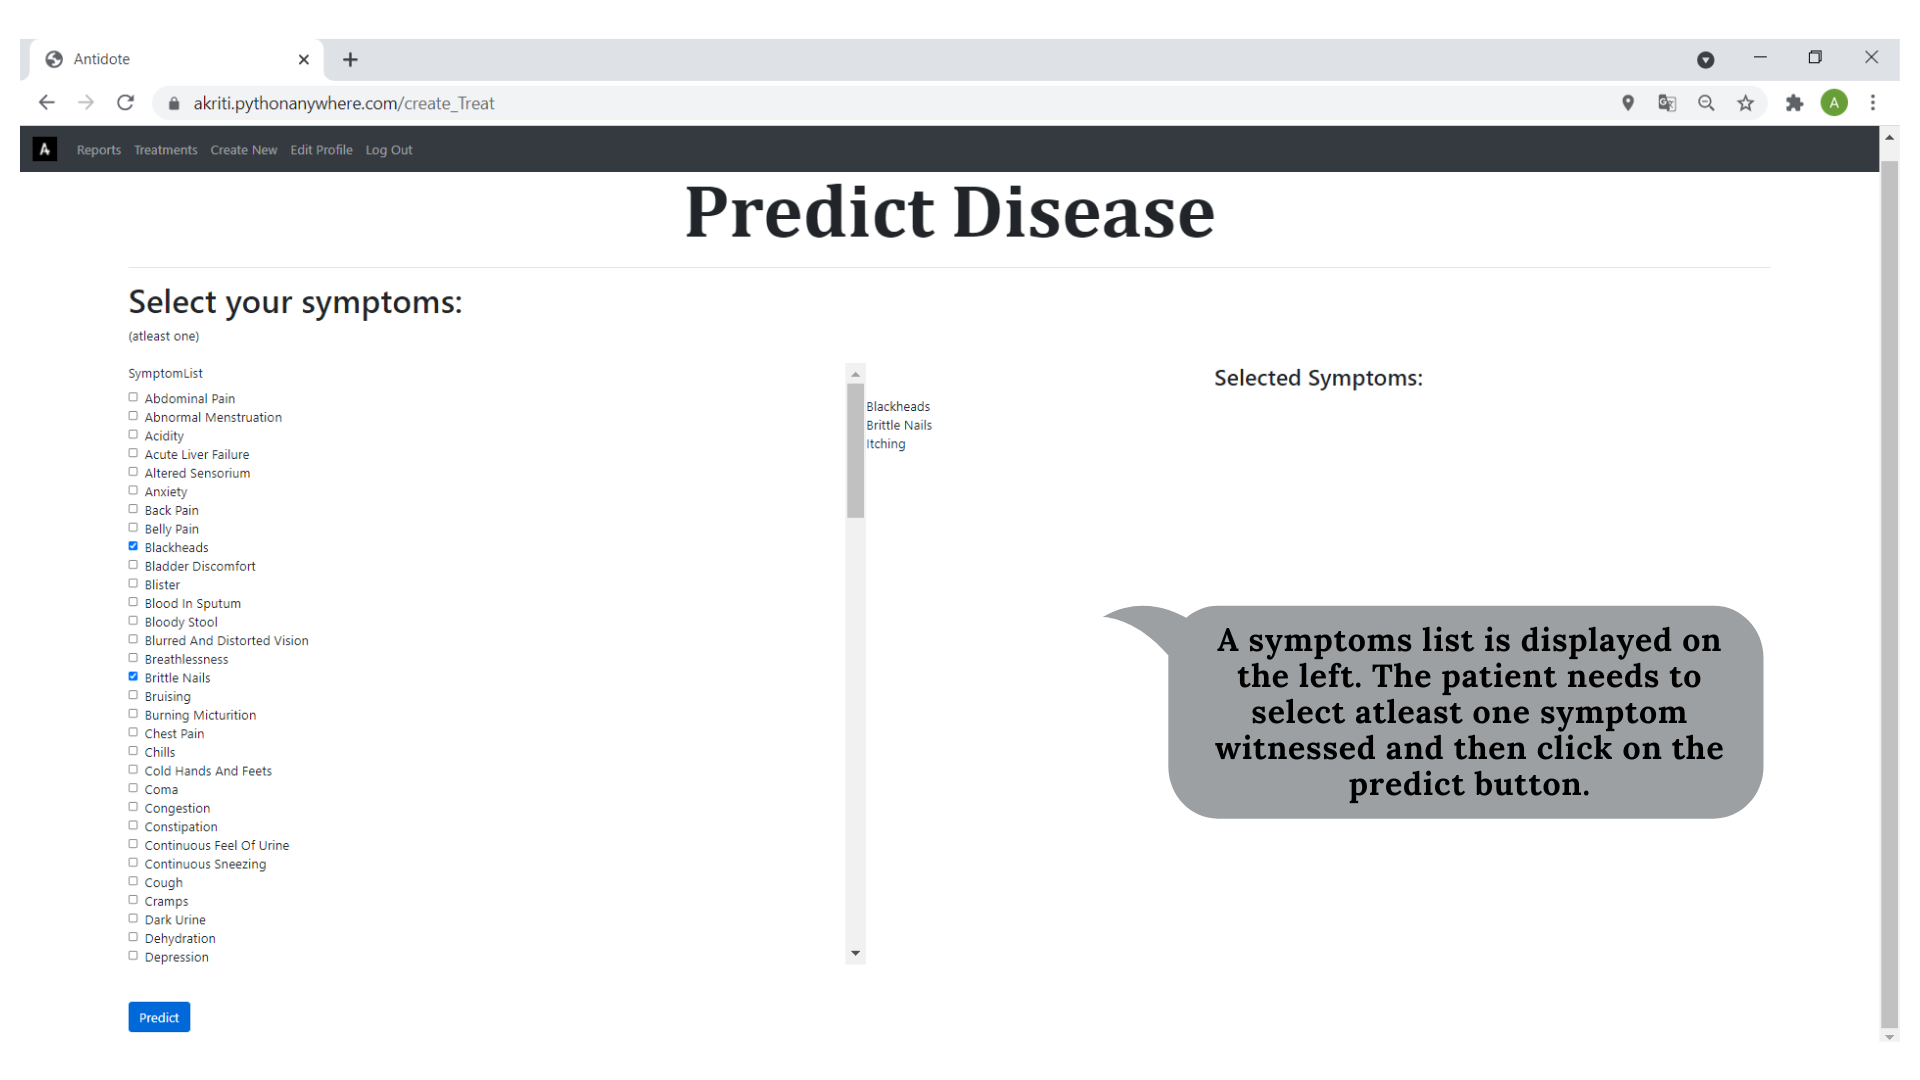 Antidote
akriti.pythonanywhere.com/create_Treat
A
A
Reports Treatments Create New Edit Profile Log Out
Predict Disease
Select your symptoms:
(atleast one)
SymptomList
Abdominal Pain
Abnormal Menstruation
Acidity
Acute Liver Failure
Altered Sensorium
Anxiety
Back Pain
Belly Pain
Blackheads
Bladder Discomfort
Blister
Blood In Sputum
Bloody Stool
Blurred And Distorted Vision
Breathlessness
Brittle Nails
Bruising
Burning Micturition
Chest Pain
Chills
Cold Hands And Feets
Coma
Congestion
Constipation
Continuous Feel Of Urine
Continuous Sneezing
Cough
Cramps
Dark Urine
Dehydration
Depression
Selected Symptoms:
Blackheads
Brittle Nails
Itching
A symptoms list is displayed on
the left. The patient needs to
select atleast one symptom
witnessed and then click on the
predict button.
Predict